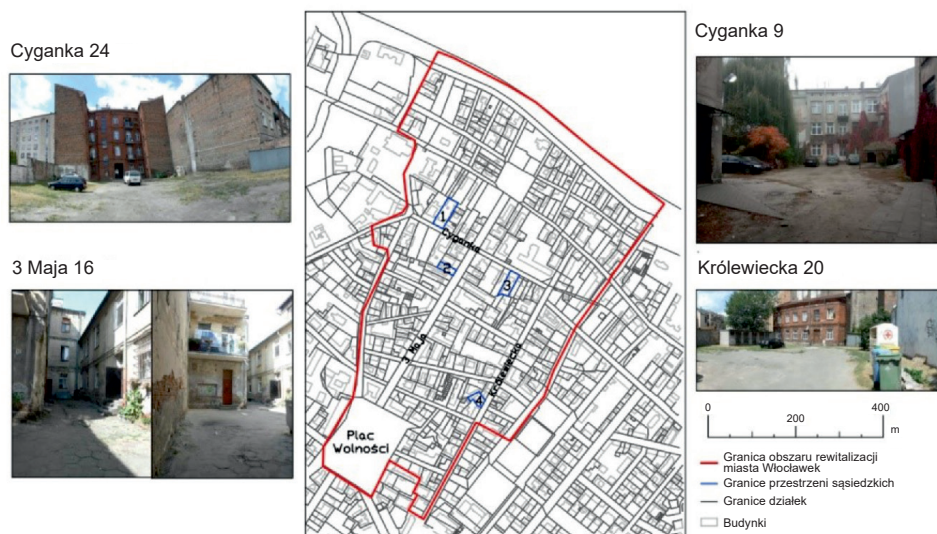 Cyganka 24
3 Maja 16
1
Cyganka
2
3
3 Maja
Królewiecka
4
Plac
Wolności
Cyganka 9
Królewiecka 20
0
400
200
m
Granica obszaru rewitalizacji
miasta Włocławek
Granice przestrzeni sąsiedzkich
Granice działek
Budynki